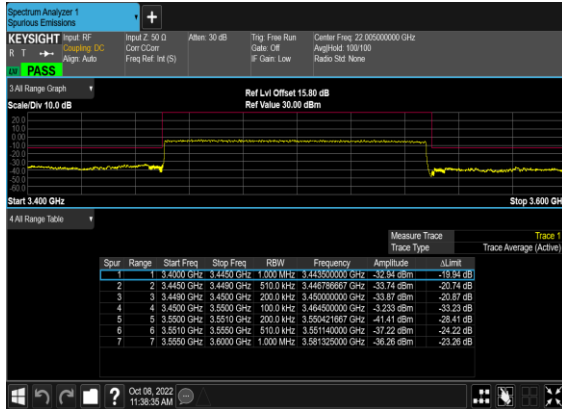 Spectrum Analyzer 1
Spurious Emissions
KEYSIGHT Input: RF Input Z: 50 Ω Atten: 30 dB Trig: Free Run Center Freq: 22.005000000 GHz
R T Coupling: DC Corr CCorr Gate: Off Avg|Hold: 100/100
Align: Auto Freq Ref: Int (S) IF Gain: Low Radio Std: None
PASS
3 All Range Graph Ref Lvl Offset 15.80 dB
Scale/Div 10.0 dB Ref Value 30.00 dBm
20.0
10.0
0.00
-10.0
-20.0
-30.0
-40.0
-50.0
-60.0
Start 3.400 GHz Stop 3.600 GH
4 All Range Table
Measure Trace Trace 1
Trace Type Trace Average (Active)
Spur Range Start Freq Stop Freq RBW Frequency Amplitude ΔLimit
1 1 3.4000 GHz 3.4450 GHz 1.000 MHz 3.443500000 GHz -32.94 dBm -19.94 dB
2 2 3.4450 GHz 3.4490 GHz 510.0 kHz 3.446786667 GHz -33.74 dBm -20.74 dB
3 3 3.4490 GHz 3.4500 GHz 200.0 kHz 3.450000000 GHz -33.87 dBm -20.87 dB
4 4 3.4500 GHz 3.5500 GHz 100.0 kHz 3.464500000 GHz -3.233 dBm -33.23 dB
5 5 3.5500 GHz 3.5510 GHz 200.0 kHz 3.550421667 GHz -41.41 dBm -28.41 dB
6 6 3.5510 GHz 3.5550 GHz 510.0 kHz 3.551140000 GHz -37.22 dBm -24.22 dB
7 7 3.5550 GHz 3.6000 GHz 1.000 MHz 3.581325000 GHz -36.26 dBm -23.26 dB
? Oct 08, 2022
11:38:35 AM